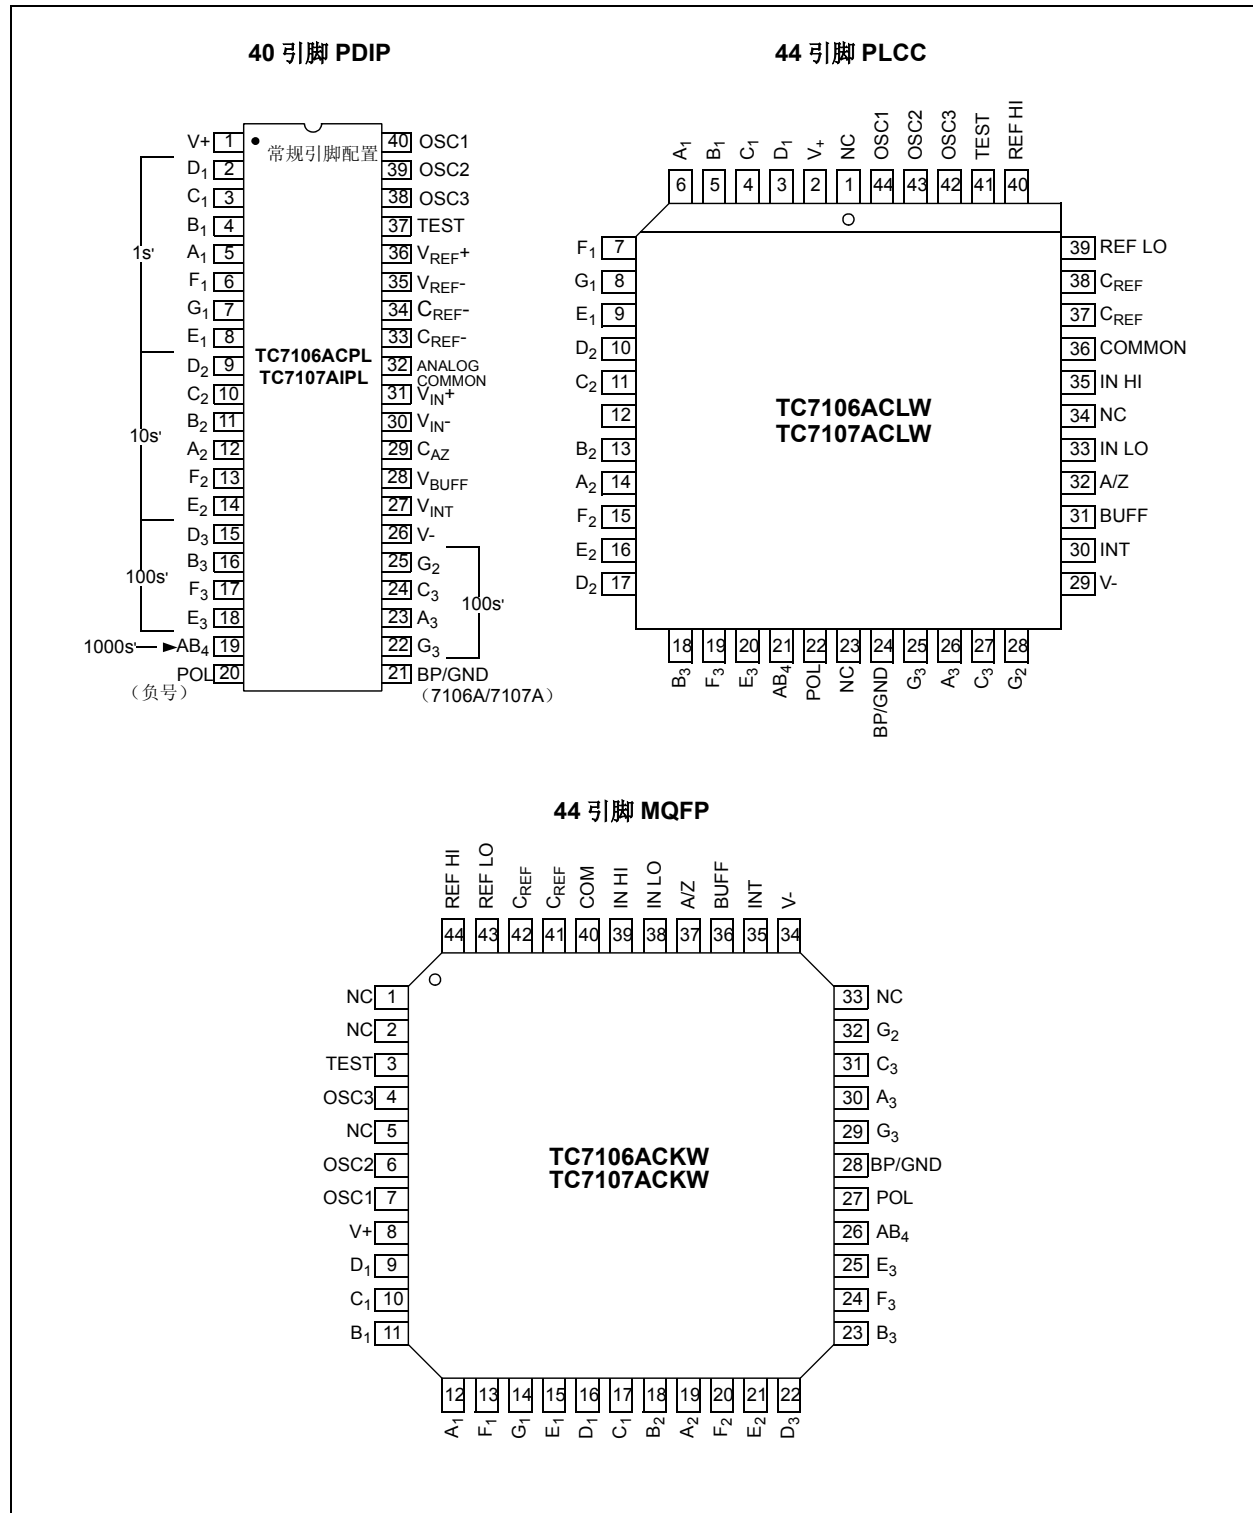 40 引脚 PDIP
V+ 1
D1 2
C1 3
B1 4
A1 5
F1 6
G1 7
E1 8
D2 9
C2 10
B2 11
A2 12
F2 13
E2 14
D3 15
B3 16
F3 17
E3 18
AB4 19
POL 20
（负号）
1s'
10s'
100s'
1000s'
常规引脚配置
TC7106ACPL
TC7107AIPL
40 OSC1
39 OSC2
38 OSC3
37 TEST
36 VREF+
35 VREF-
34 CREF-
33 CREF-
32 ANALOG
COMMON
31 VIN+
30 VIN-
29 CAZ
28 VBUFF
27 VINT
26 V-
25 G2
24 C3
23 A3
22 G3
21 BP/GND
（7106A/7107A）
100s'
44 引脚 PLCC
A1 B1 C1 D1 V+ NC OSC1 OSC2 OSC3 TEST REF HI
6 5 4 3 2 1 44 43 42 41 40
F1 7
G1 8
E1 9
D2 10
C2 11
12
B2 13
A2 14
F2 15
E2 16
D2 17
TC7106ACLW
TC7107ACLW
39 REF LO
38 CREF
37 CREF
36 COMMON
35 IN HI
34 NC
33 IN LO
32 A/Z
31 BUFF
30 INT
29 V-
18 19 20 21 22 23 24 25 26 27 28
B3 F3 E3 AB4 POL NC BP/GND G3 A3 C3 G2
44 引脚 MQFP
REF HI REF LO CREF CREF COM IN HI IN LO A/Z BUFF INT V-
44 43 42 41 40 39 38 37 36 35 34
NC 1
NC 2
TEST 3
OSC3 4
NC 5
OSC2 6
OSC1 7
V+ 8
D1 9
C1 10
B1 11
TC7106ACKW
TC7107ACKW
33 NC
32 G2
31 C3
30 A3
29 G3
28 BP/GND
27 POL
26 AB4
25 E3
24 F3
23 B3
12 13 14 15 16 17 18 19 20 21 22
A1 F1 G1 E1 D1 C1 B2 A2 F2 E2 D3